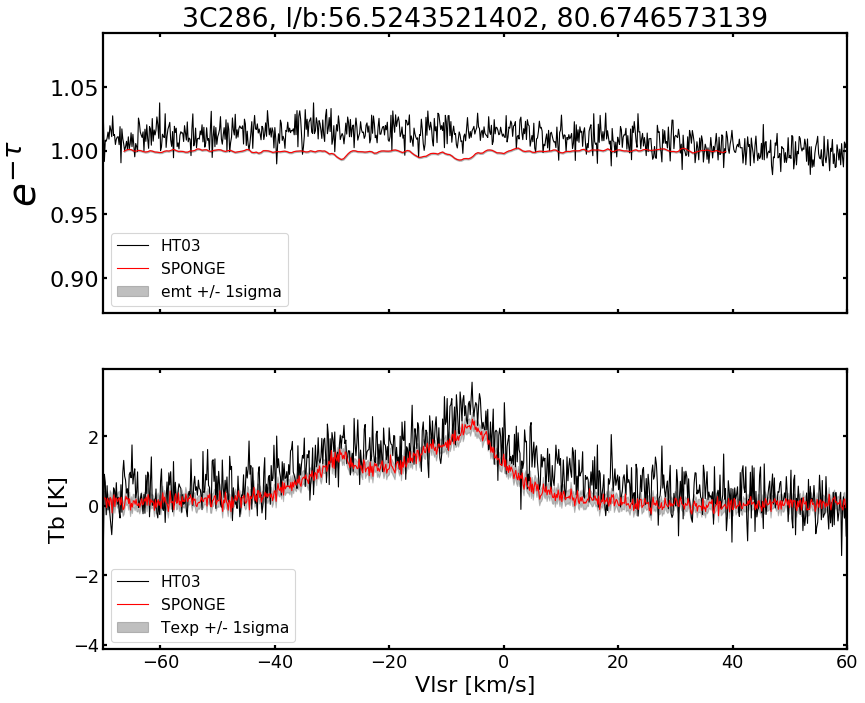 3C286, l/b:56.5243521402, 80.6746573139
1.05
1.00
0.95
0.90
e^{−τ}
HT03
SPONGE
emt +/- 1sigma
2
0
−2
−4
Tb [K]
HT03
SPONGE
Texp +/- 1sigma
−60 −40 −20 0 20 40 60
Vlsr [km/s]